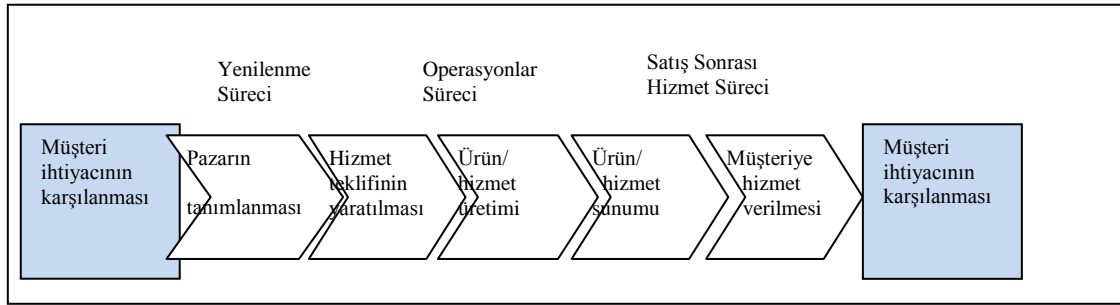 Yenilenme
Süreci
Operasyonlar
Süreci
Satış Sonrası
Hizmet Süreci
Müşteri
ihtiyacının
karşılanması
Pazarın
tanımlanması
Hizmet
teklifinin
yaratılması
Ürün/
hizmet
üretimi
Ürün/
hizmet
sunumu
Müşteriye
hizmet
verilmesi
Müşteri
ihtiyacının
karşılanması